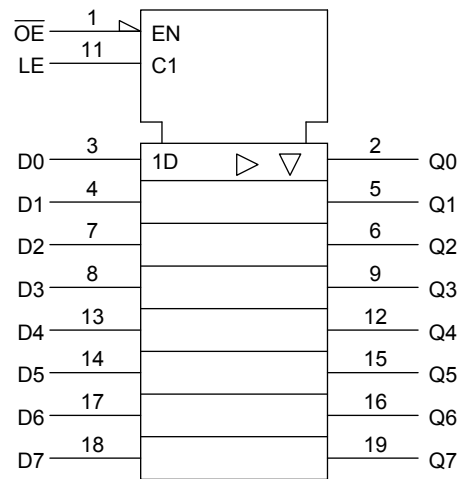 O̅E̅ 1 EN
LE 11 C1
D0 3 1D 2 Q0
D1 4 5 Q1
D2 7 6 Q2
D3 8 9 Q3
D4 13 12 Q4
D5 14 15 Q5
D6 17 16 Q6
D7 18 19 Q7